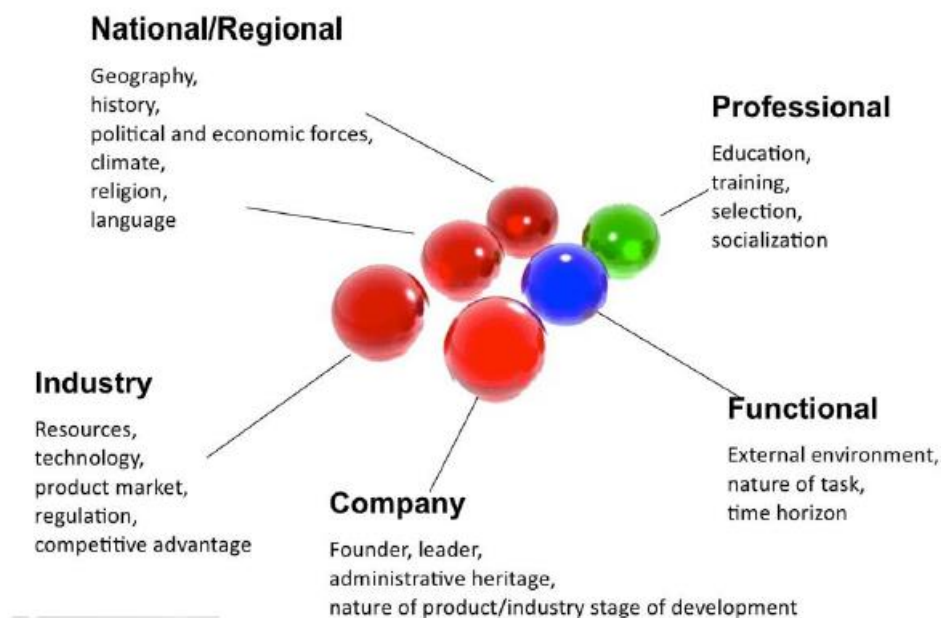 National/Regional
Geography,
history,
political and economic forces,
climate,
religion,
language
Professional
Education,
training,
selection,
socialization
Industry
Resources,
technology,
product market,
regulation,
competitive advantage
Company
Founder, leader,
administrative heritage,
nature of product/industry stage of development
Functional
External environment,
nature of task,
time horizon